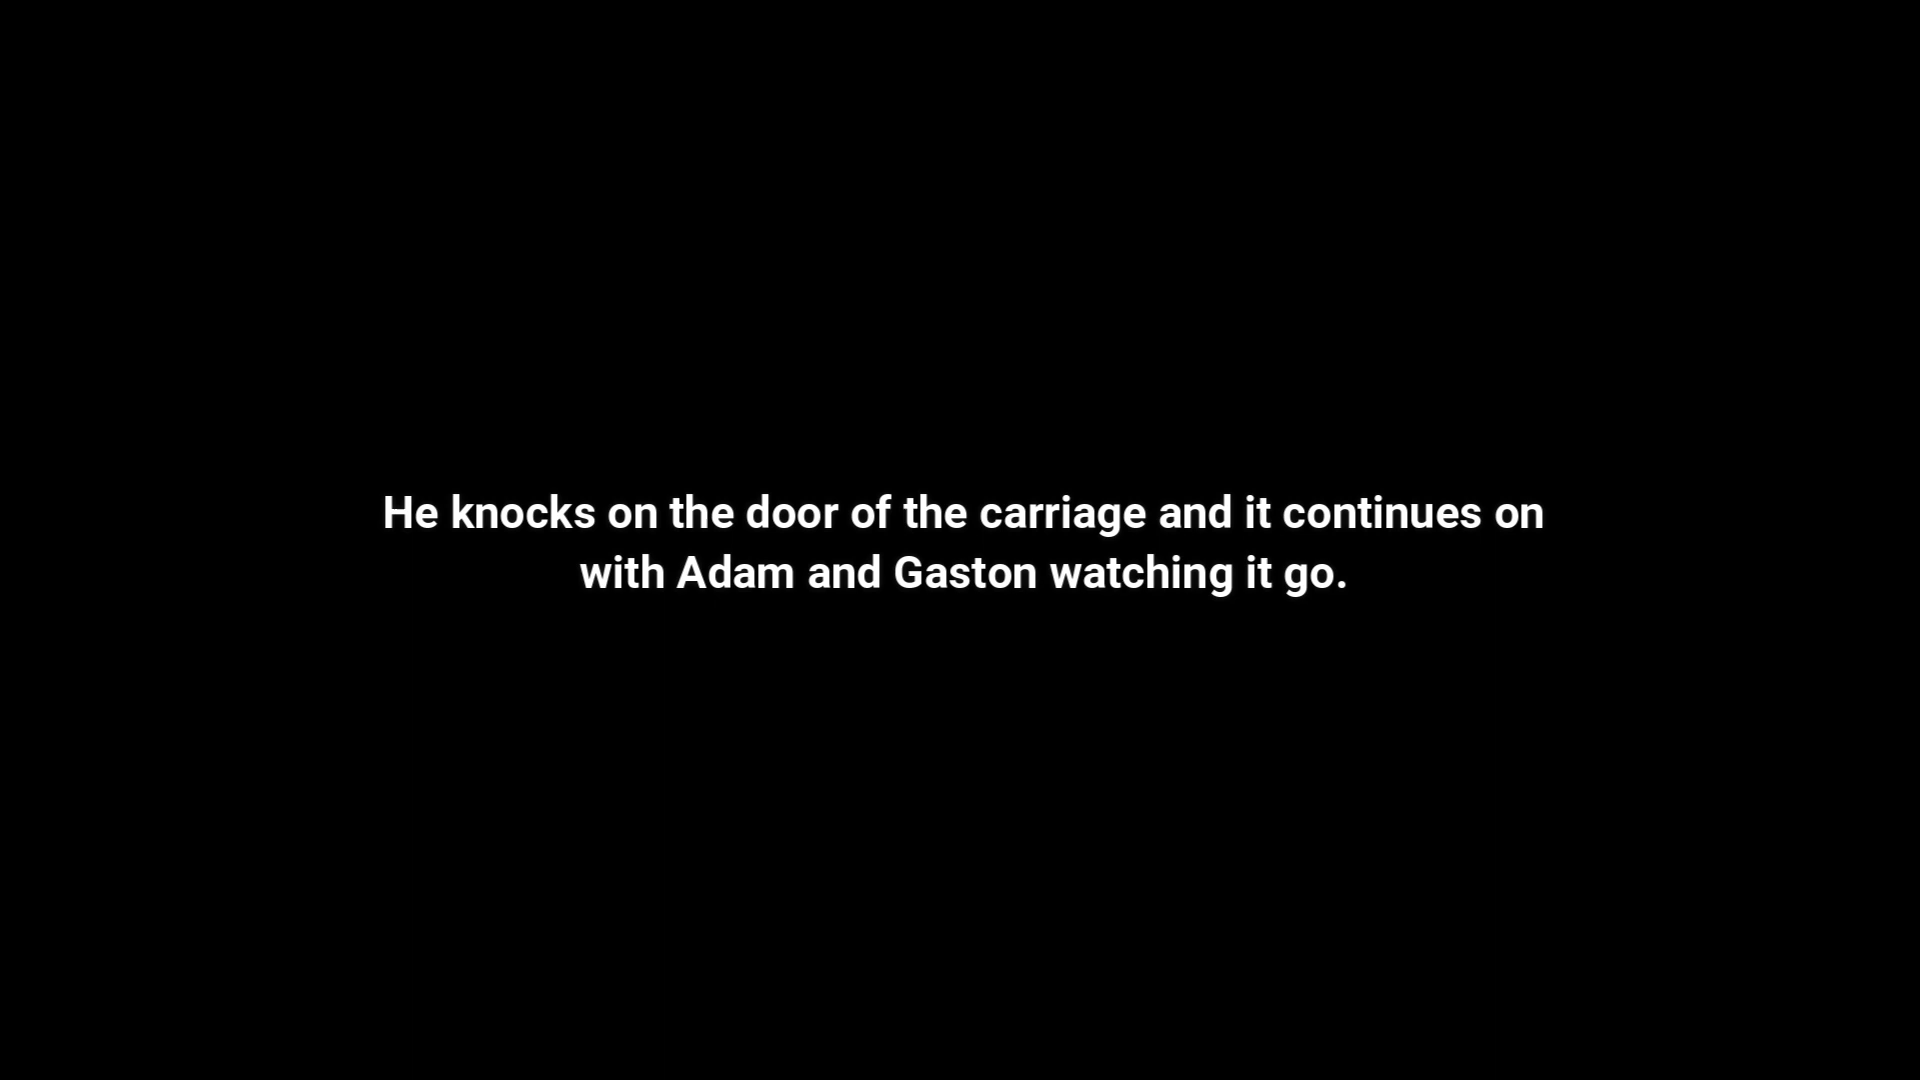 He knocks on the door of the carriage and it continues on
with Adam and Gaston watching it go.